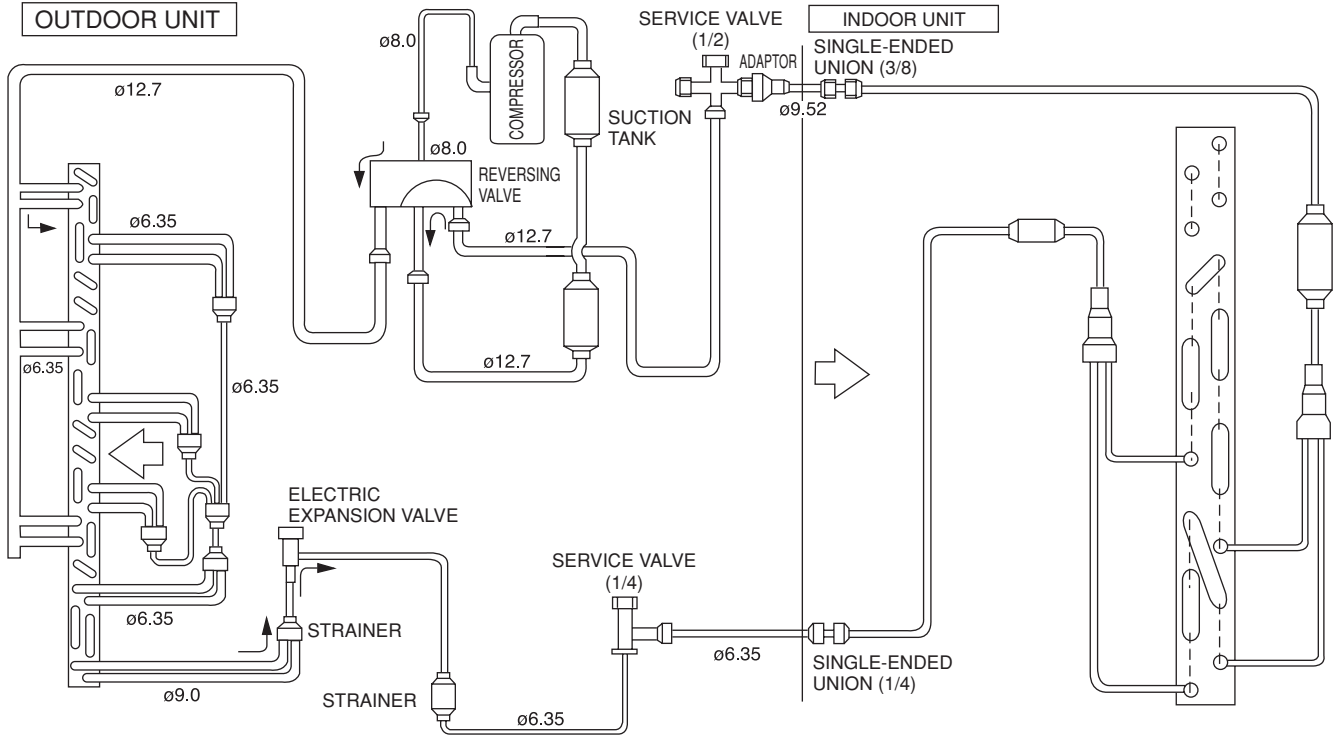 OUTDOOR UNIT
ø12.7
ø8.0
COMPRESSOR
SUCTION
TANK
ø8.0
REVERSING
VALVE
ø12.7
ø12.7
SERVICE VALVE
(1/2)
ADAPTOR
ø9.52
INDOOR UNIT
SINGLE-ENDED
UNION (3/8)
ø6.35
ø6.35
ø6.35
ø6.35
ø9.0
ELECTRIC
EXPANSION VALVE
STRAINER
STRAINER
ø6.35
SERVICE VALVE
(1/4)
ø6.35
SINGLE-ENDED
UNION (1/4)